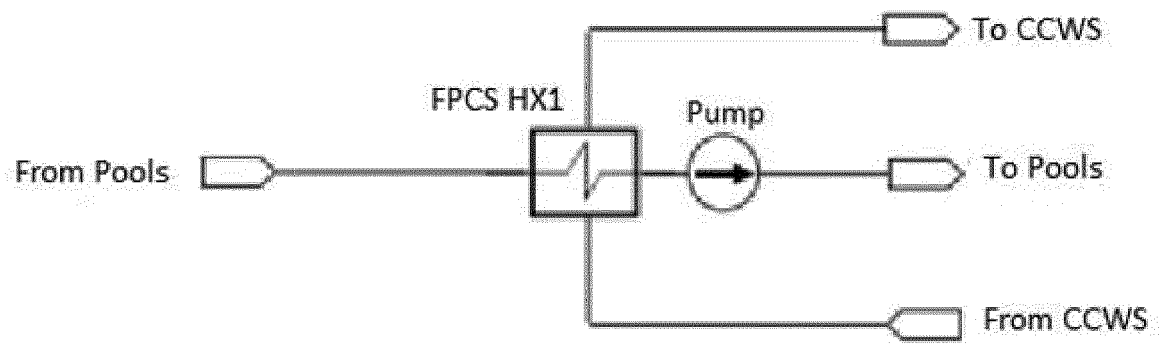 To CCWS
FPCS HX1
Pump
From Pools
To Pools
From CCWS